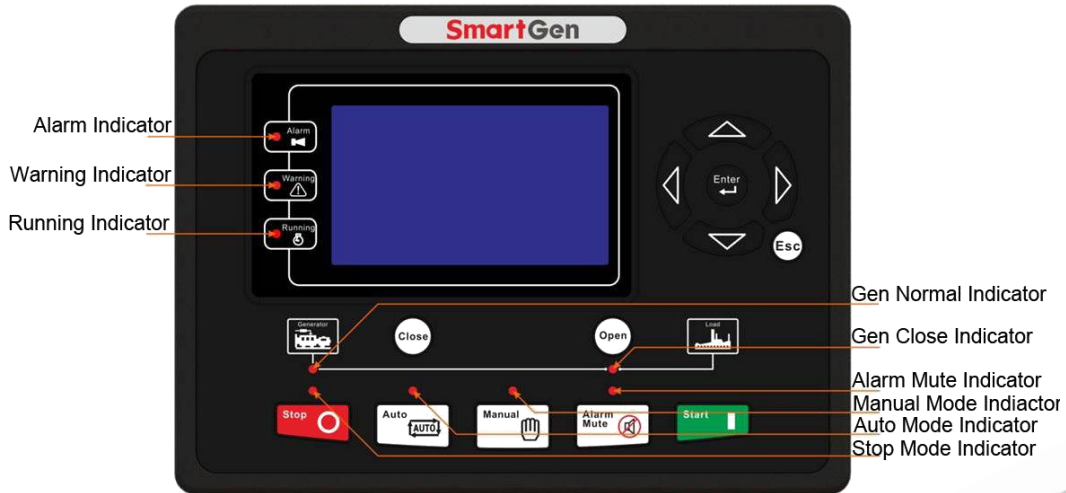 SmartGen
Alarm Indicator
Alarm
Warning Indicator
Warning
Running Indicator
Running
Enter
Esc
Gen Normal Indicator
Generator
Close
Open
Load
Gen Close Indicator
Alarm Mute Indicator
Manual Mode Indiactor
Auto Mode Indicator
Stop Mode Indicator
Stop
Auto
AUTO
Manual
Alarm
Mute
Start